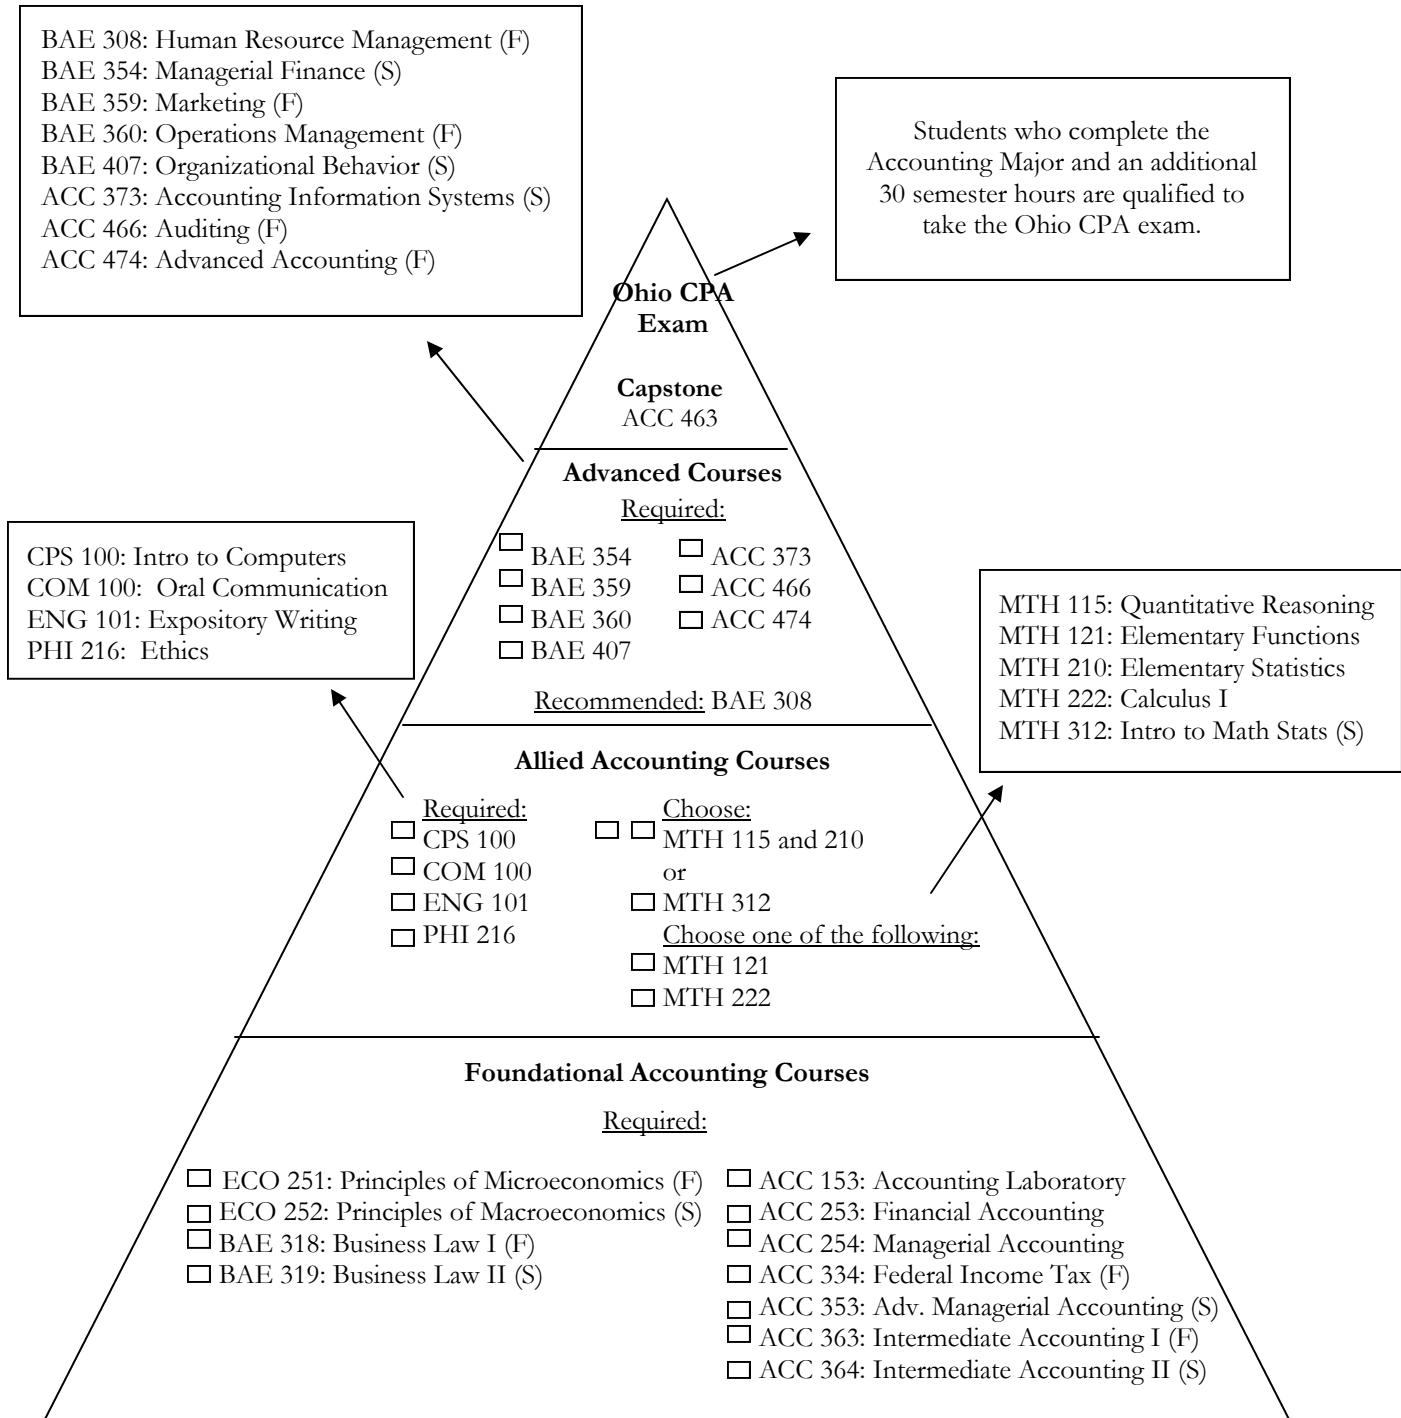 BAE 308: Human Resource Management (F)
BAE 354: Managerial Finance (S)
BAE 359: Marketing (F)
BAE 360: Operations Management (F)
BAE 407: Organizational Behavior (S)
ACC 373: Accounting Information Systems (S)
ACC 466: Auditing (F)
ACC 474: Advanced Accounting (F)
Students who complete the
Accounting Major and an additional
30 semester hours are qualified to
take the Ohio CPA exam.
Ohio CPA
Exam
Capstone
ACC 463
Advanced Courses
Required:
BAE 354
BAE 359
BAE 360
BAE 407
ACC 373
ACC 466
ACC 474
Recommended: BAE 308
CPS 100: Intro to Computers
COM 100:  Oral Communication
ENG 101: Expository Writing
PHI 216:  Ethics
MTH 115: Quantitative Reasoning
MTH 121: Elementary Functions
MTH 210: Elementary Statistics
MTH 222: Calculus I
MTH 312: Intro to Math Stats (S)
Allied Accounting Courses
Required:
CPS 100
COM 100
ENG 101
PHI 216
Choose:
MTH 115 and 210
or
MTH 312
Choose one of the following:
MTH 121
MTH 222
Foundational Accounting Courses
Required:
ECO 251: Principles of Microeconomics (F)
ECO 252: Principles of Macroeconomics (S)
BAE 318: Business Law I (F)
BAE 319: Business Law II (S)
ACC 153: Accounting Laboratory
ACC 253: Financial Accounting
ACC 254: Managerial Accounting
ACC 334: Federal Income Tax (F)
ACC 353: Adv. Managerial Accounting (S)
ACC 363: Intermediate Accounting I (F)
ACC 364: Intermediate Accounting II (S)